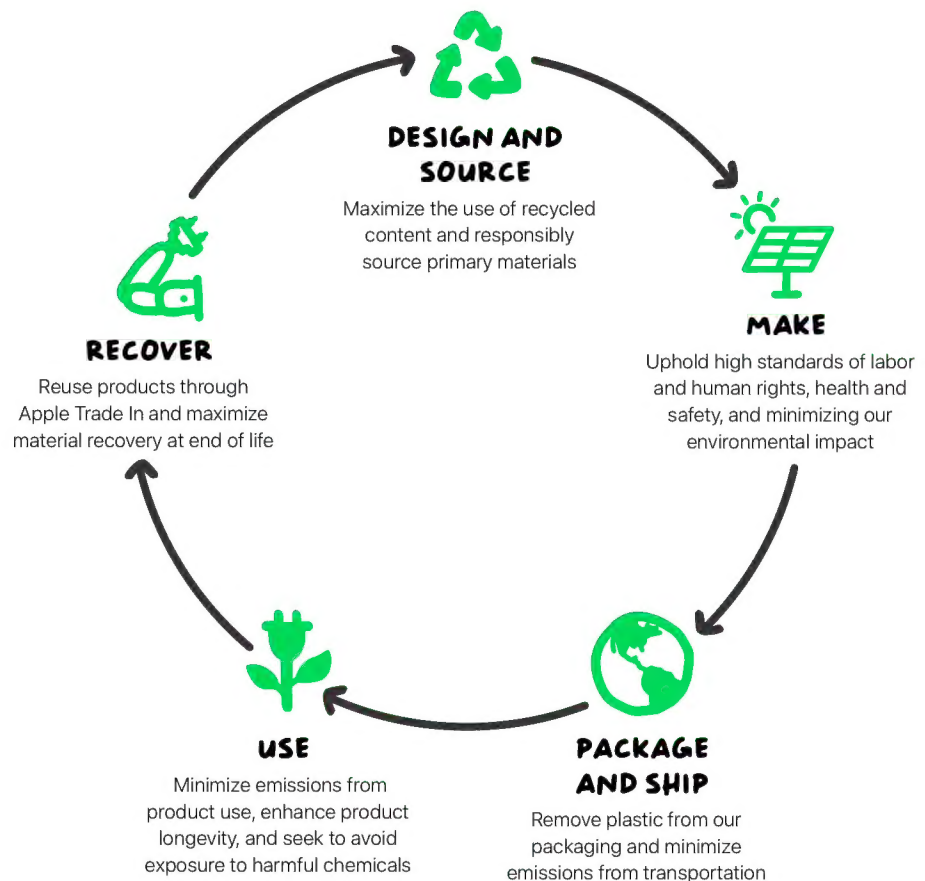 DESIGN AND
SOURCE
Maximize the use of recycled
content and responsibly
source primary materials
MAKE
Uphold high standards of labor
and human rights, health and
safety, and minimizing our
environmental impact
PACKAGE
AND SHIP
Remove plastic from our
packaging and minimize
emissions from transportation
USE
Minimize emissions from
product use, enhance product
longevity, and seek to avoid
exposure to harmful chemicals
RECOVER
Reuse products through
Apple Trade In and maximize
material recovery at end of life